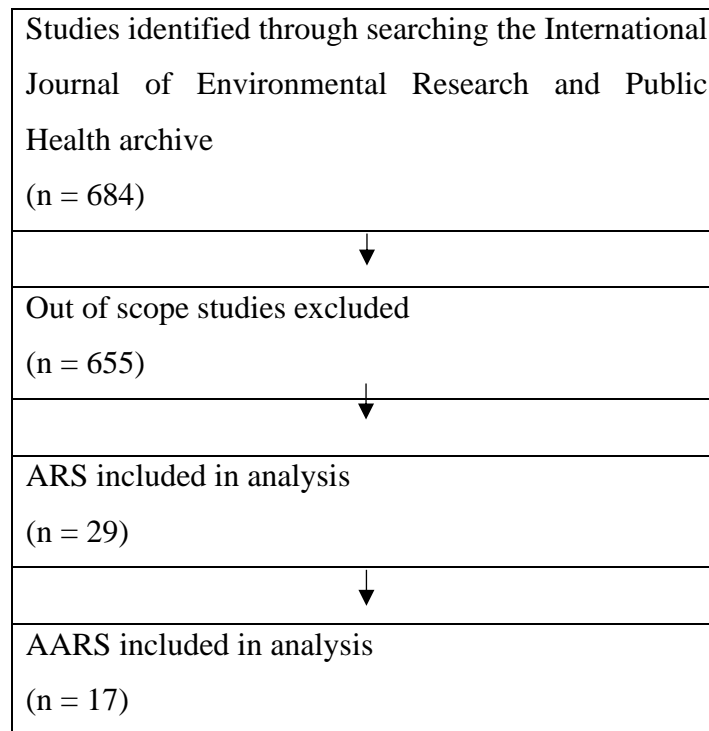 Studies identified through searching the International
Journal of Environmental Research and Public
Health archive
(n = 684)
Out of scope studies excluded
(n = 655)
ARS included in analysis
(n = 29)
AARS included in analysis
(n = 17)